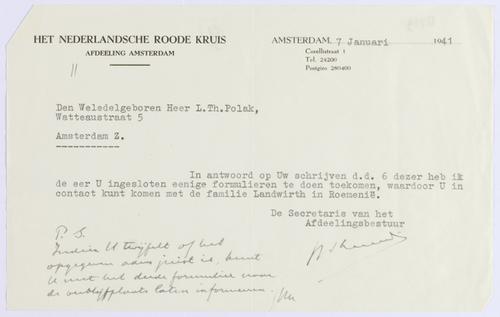 HET NEDERLANDSCHE ROODE KRUIS
AFDEELING AMSTERDAM
AMSTERDAM, 7 Januari 1941
Corellistraat 1
Tel. 24200
Postgiro 280400
Den Weledelgeboren Heer L.Th.Polak,
Watteaustraat 5
Amsterdam Z.
In antwoord op Uw schrijven d.d. 6 dezer heb ik
de eer U ingesloten eenige formulieren te doen toekomen, waardoor U in
contact kunt komen met de familie Landwirth in Roemenië.
De Secretaris van het
Afdeelingsbestuur
P.S.
Indien U twijfelt of het
opgegeven adres juist is, kunt
U met het derde formulier naar
de verblijfplaats laten informeeren.